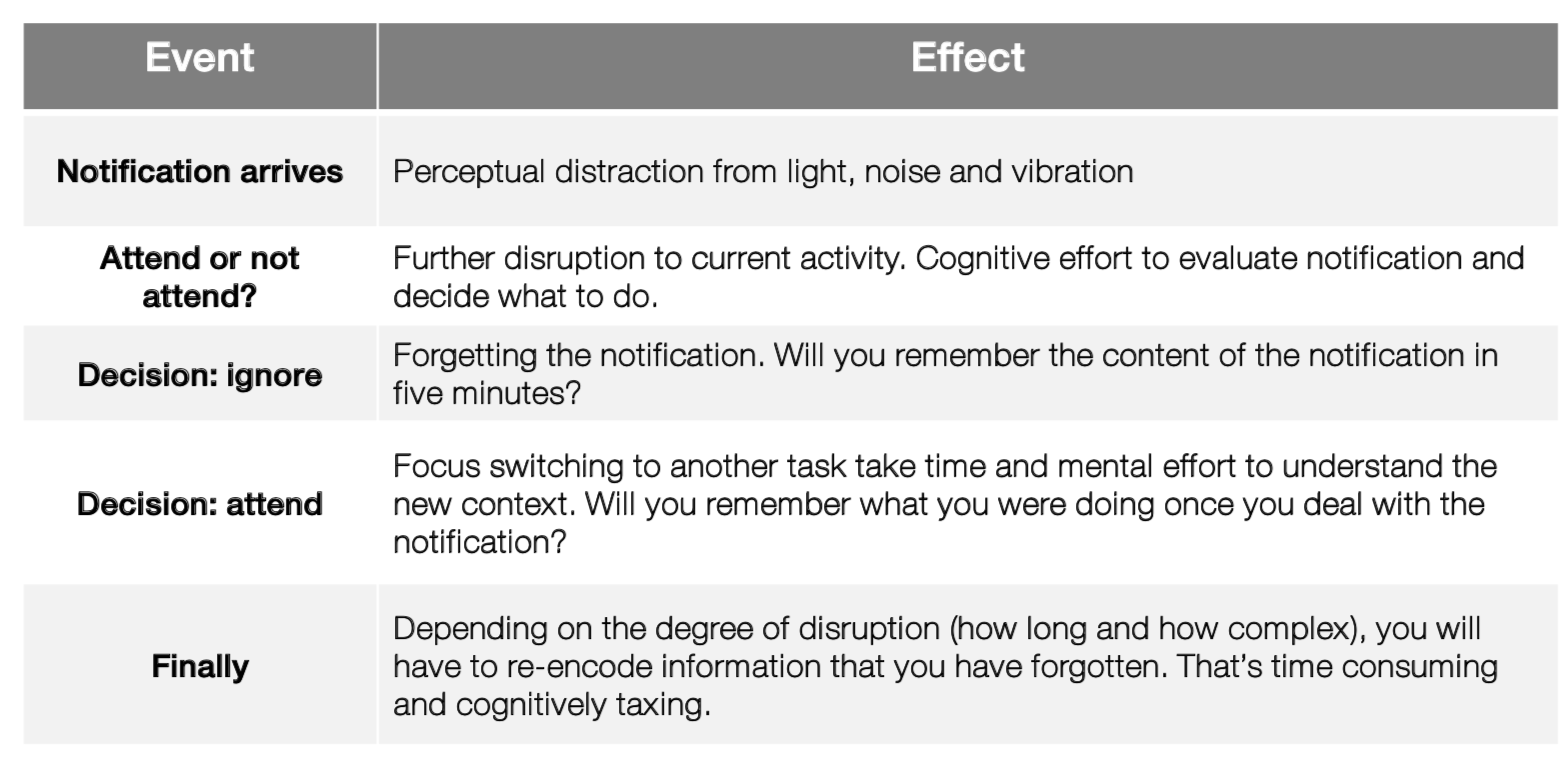 Event
Effect
Notification arrives
Perceptual distraction from light, noise and vibration
Attend or not
attend?
Further disruption to current activity. Cognitive effort to evaluate notification and
decide what to do.
Decision: ignore
Forgetting the notification. Will you remember the content of the notification in
five minutes?
Decision: attend
Focus switching to another task take time and mental effort to understand the
new context. Will you remember what you were doing once you deal with the
notification?
Finally
Depending on the degree of disruption (how long and how complex), you will
have to re-encode information that you have forgotten. That’s time consuming
and cognitively taxing.